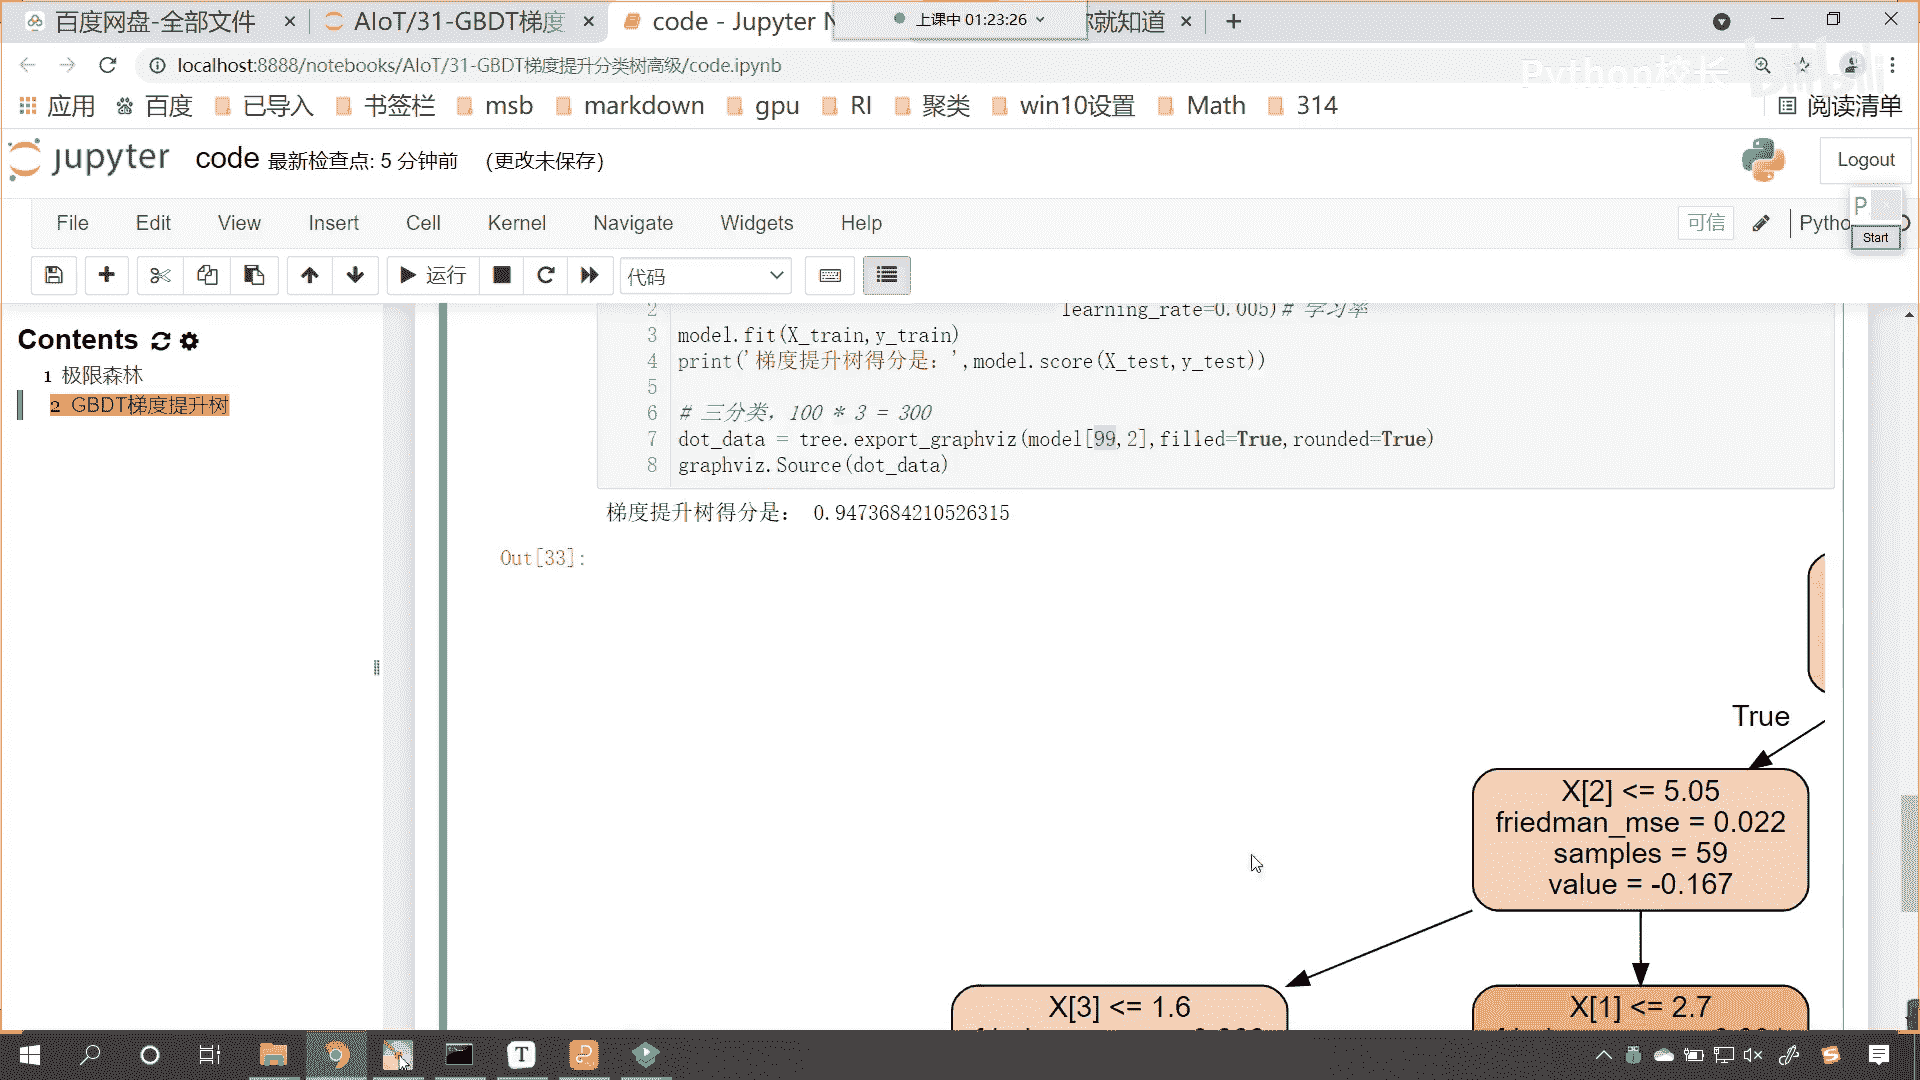 百度网盘-全部文件
AIoT/31-GBDT梯度
code - Jupyter N
上课中 01:23:26
你就知道
localhost:8888/notebooks/AIoT/31-GBDT梯度提升分类树高级/code.ipynb
Python校长
bilibili
应用 百度 已导入 书签栏 msb markdown gpu RI 聚类 win10设置 Math 314 阅读清单
jupyter code 最新检查点: 5 分钟前 (更改未保存)
Logout
File Edit View Insert Cell Kernel Navigate Widgets Help
可信
Pytho
P
Start
运行
代码
Contents
1 极限森林
2 GBDT梯度提升树
2 learning_rate=0.005)# 学习率
3 model.fit(X_train,y_train)
4 print('梯度提升树得分是：',model.score(X_test,y_test))
5
6 # 三分类，100 * 3 = 300
7 dot_data = tree.export_graphviz(model[99,2],filled=True,rounded=True)
8 graphviz.Source(dot_data)
梯度提升树得分是： 0.9473684210526315
Out[33]:
True
X[2] <= 5.05
friedman_mse = 0.022
samples = 59
value = -0.167
X[3] <= 1.6
X[1] <= 2.7